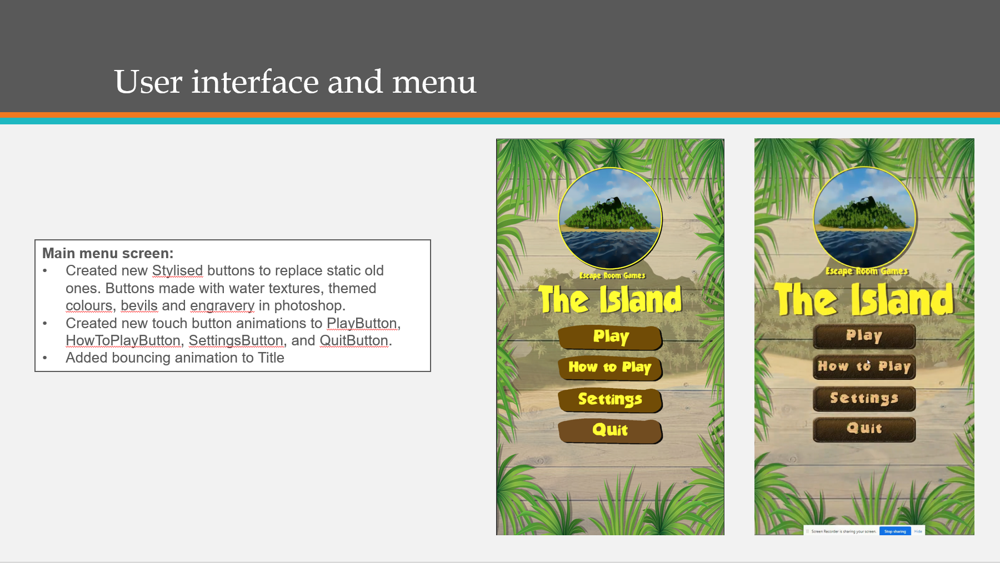 User interface and menu
Main menu screen:
• Created new Stylised buttons to replace static old
ones. Buttons made with water textures, themed
colours, bevils and engravery in photoshop.
• Created new touch button animations to PlayButton,
HowToPlayButton, SettingsButton, and QuitButton.
• Added bouncing animation to Title
Escape Room Games
The Island
Play
How to Play
Settings
Quit
Escape Room Games
The Island
Play
How to Play
Settings
Quit
Screen Recorder is sharing your screen. Stop sharing Hide